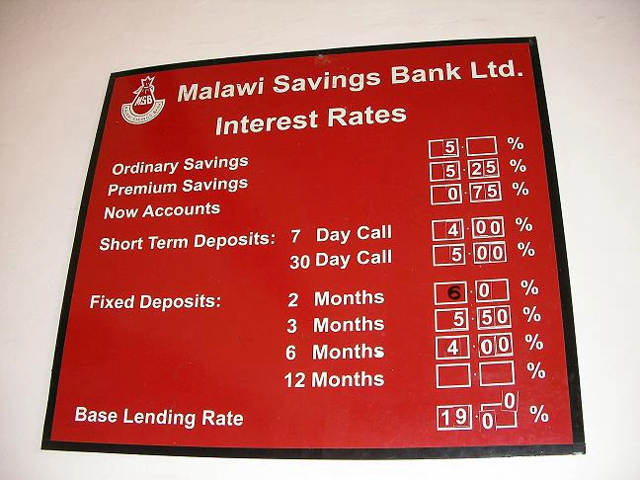 MSB
Malawi Savings Bank Ltd.
Interest Rates
Ordinary Savings 5. %
Premium Savings 5.25 %
Now Accounts 0.75 %
Short Term Deposits: 7 Day Call 4.00 %
30 Day Call 5.00 %
Fixed Deposits: 2 Months 6.0 %
3 Months 5.50 %
6 Months 4.00 %
12 Months . %
Base Lending Rate 19.00 %